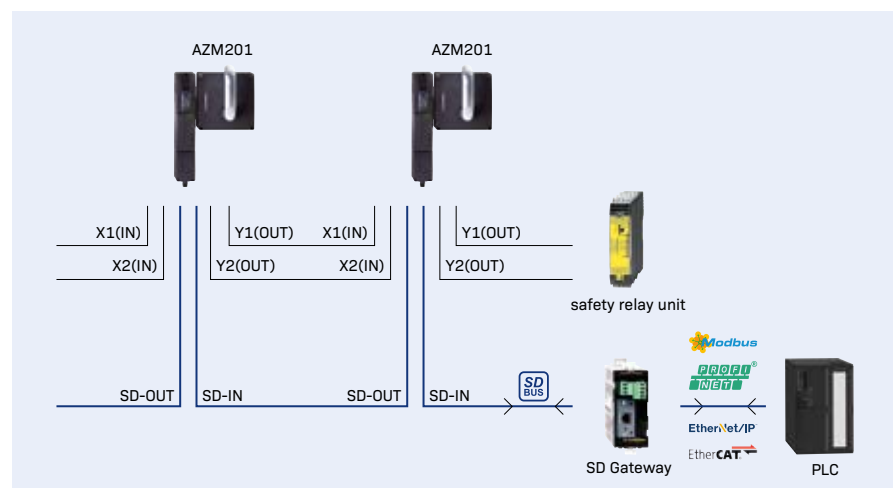 AZM201
AZM201
X1(IN)
Y1(OUT)
X1(IN)
Y1(OUT)
X2(IN)
Y2(OUT)
X2(IN)
Y2(OUT)
safety relay unit
Modbus
PROFI®
NET
SD-OUT
SD-IN
SD-OUT
SD-IN
SD
BUS
EtherNet/IP
EtherCAT
SD Gateway
PLC